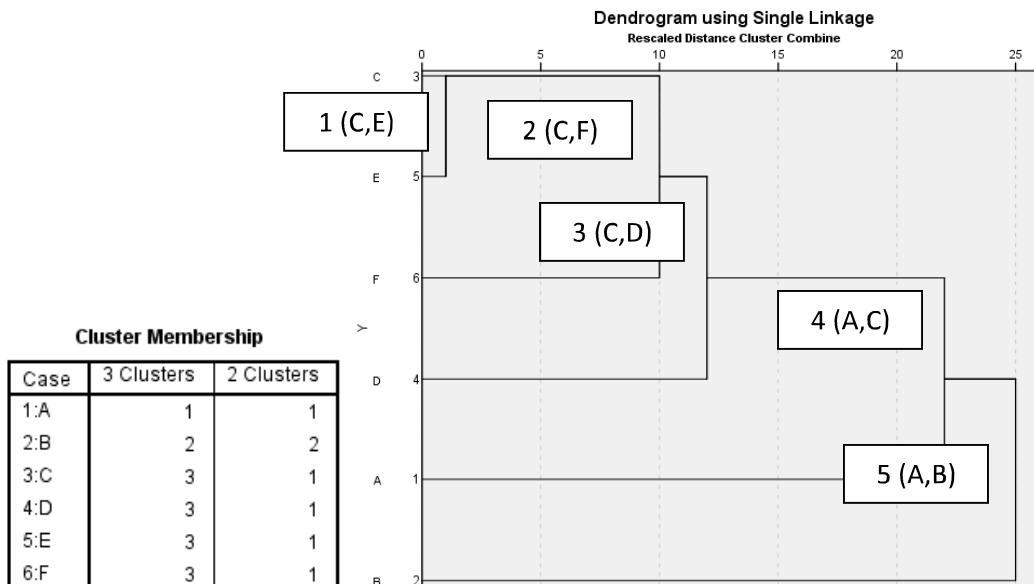 Dendrogram using Single Linkage
Rescaled Distance Cluster Combine
0 5 10 15 20 25
C 3
1 (C,E)
2 (C,F)
E 5
3 (C,D)
F 6
Y
4 (A,C)
D 4
A 1
5 (A,B)
B 2
Cluster Membership
Case 3 Clusters 2 Clusters
1:A 1 1
2:B 2 2
3:C 3 1
4:D 3 1
5:E 3 1
6:F 3 1